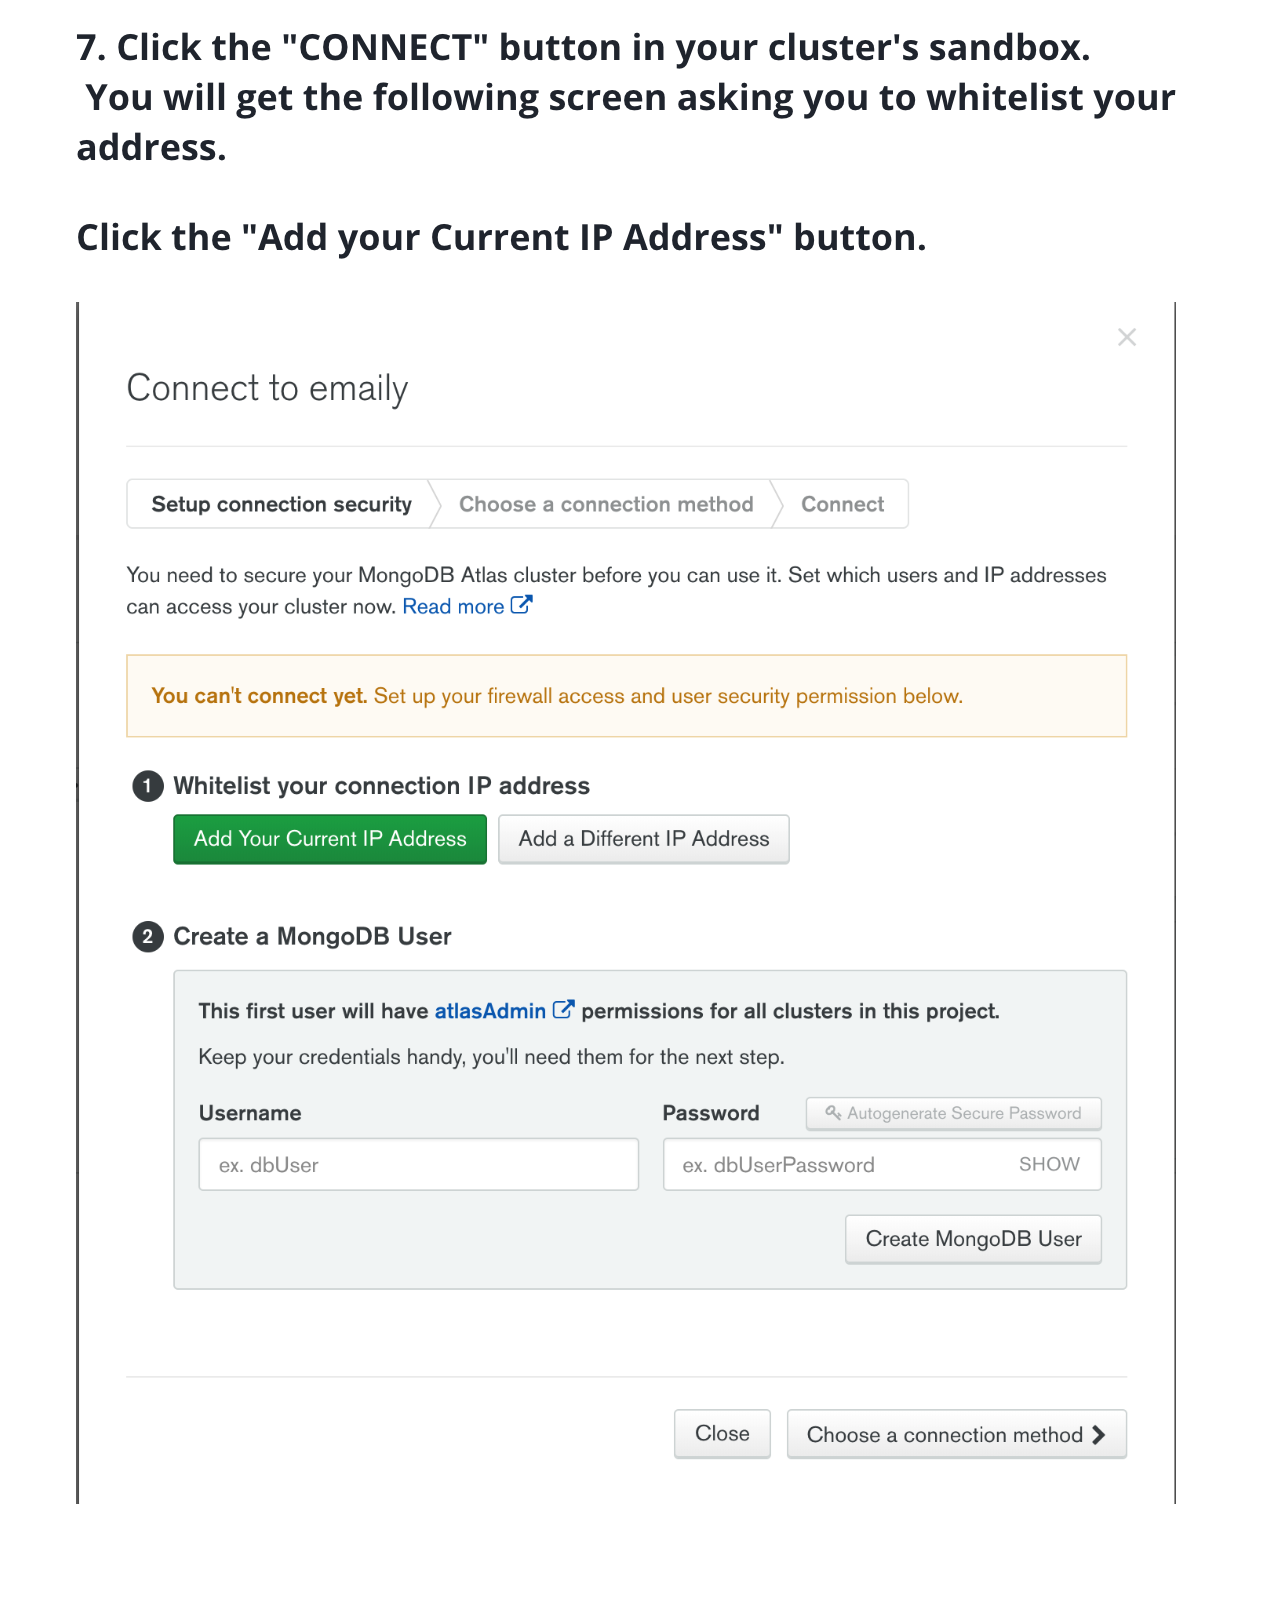 7. Click the "CONNECT" button in your cluster's sandbox.
You will get the following screen asking you to whitelist your
address.
Click the "Add your Current IP Address" button.
Connect to emaily
Setup connection security
Choose a connection method
Connect
You need to secure your MongoDB Atlas cluster before you can use it. Set which users and IP addresses
can access your cluster now. Read more
You can't connect yet. Set up your firewall access and user security permission below.
1 Whitelist your connection IP address
Add Your Current IP Address
Add a Different IP Address
2 Create a MongoDB User
This first user will have atlasAdmin permissions for all clusters in this project.
Keep your credentials handy, you'll need them for the next step.
Username
Password
Autogenerate Secure Password
ex. dbUser
ex. dbUserPassword
SHOW
Create MongoDB User
Close
Choose a connection method